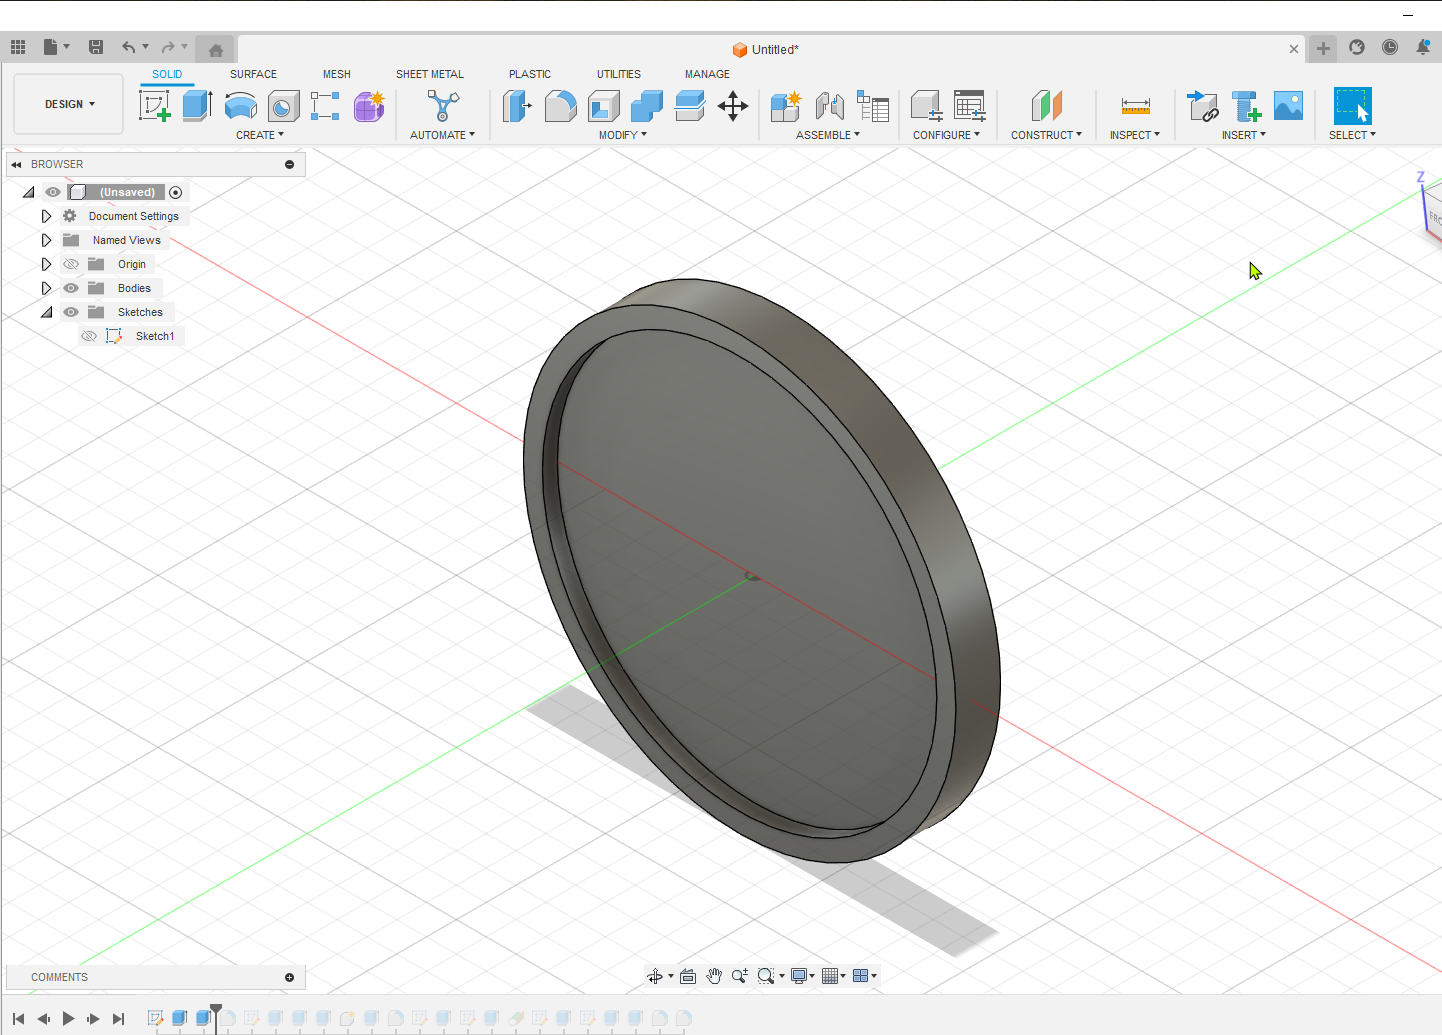 Untitled*
SOLID SURFACE MESH SHEET METAL PLASTIC UTILITIES MANAGE
DESIGN
CREATE AUTOMATE MODIFY ASSEMBLE CONFIGURE CONSTRUCT INSPECT INSERT SELECT
BROWSER
(Unsaved)
Document Settings
Named Views
Origin
Bodies
Sketches
Sketch1
Z
COMMENTS